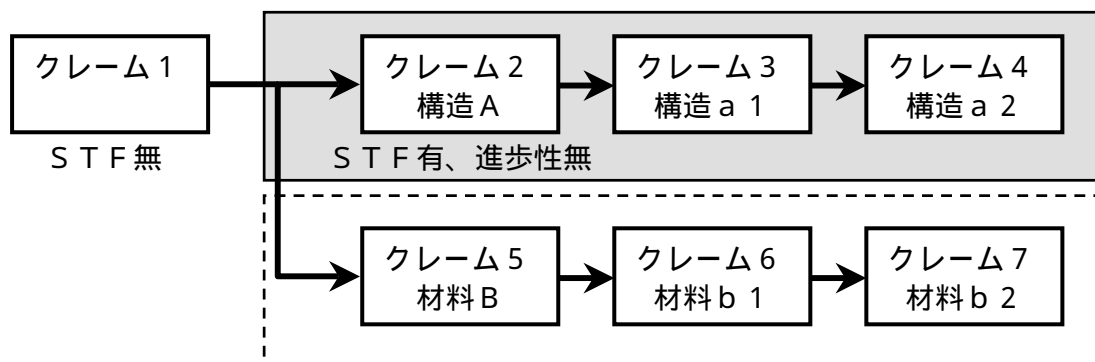 クレーム1
クレーム2
構造A
クレーム3
構造a1
クレーム4
構造a2
STF無
STF有、進歩性無
クレーム5
材料B
クレーム6
材料b1
クレーム7
材料b2